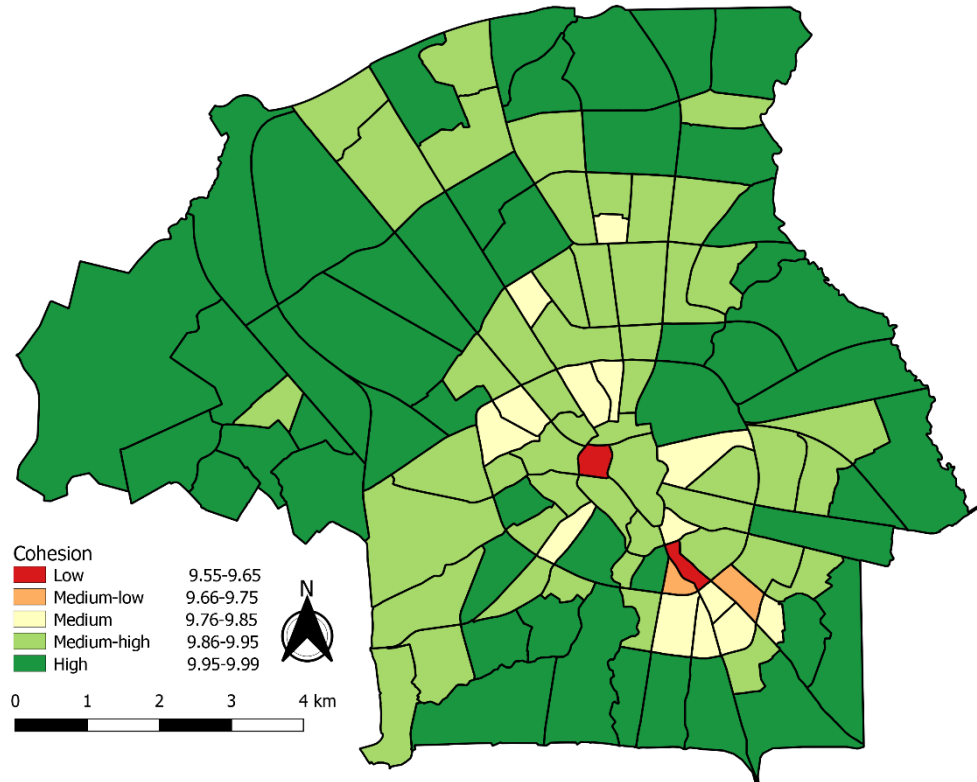 Cohesion
Low 9.55-9.65
Medium-low 9.66-9.75
Medium 9.76-9.85
Medium-high 9.86-9.95
High 9.95-9.99
N
0 1 2 3 4 km